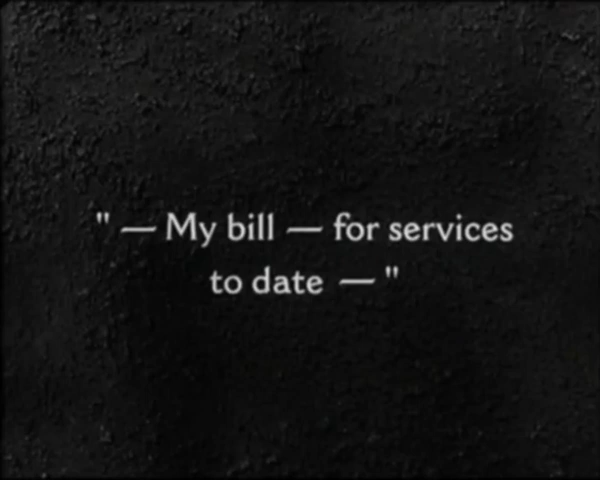 " — My bill — for services
to date — "